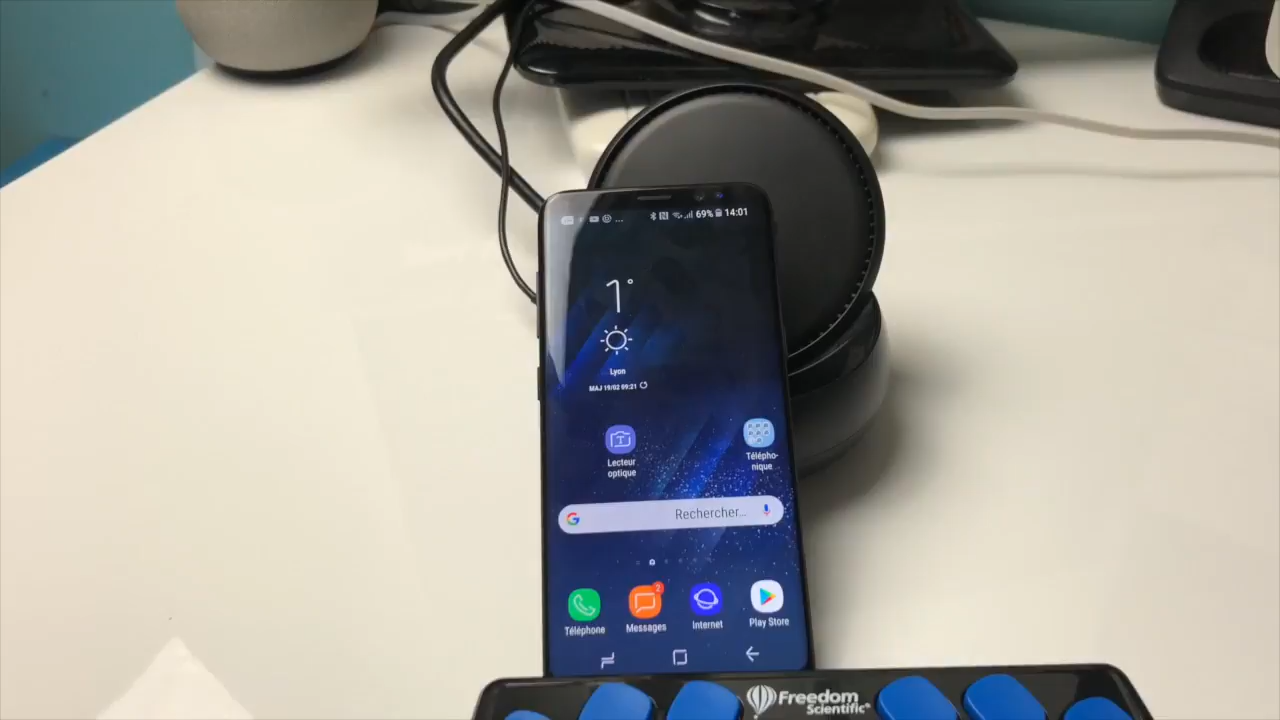 69% 14:01
1°
Lyon
MAJ 19/02 09:21
Lecteur
optique
Télépho-
nique
G Rechercher...
2
Téléphone
Messages
Internet
Play Store
Freedom
Scientific®